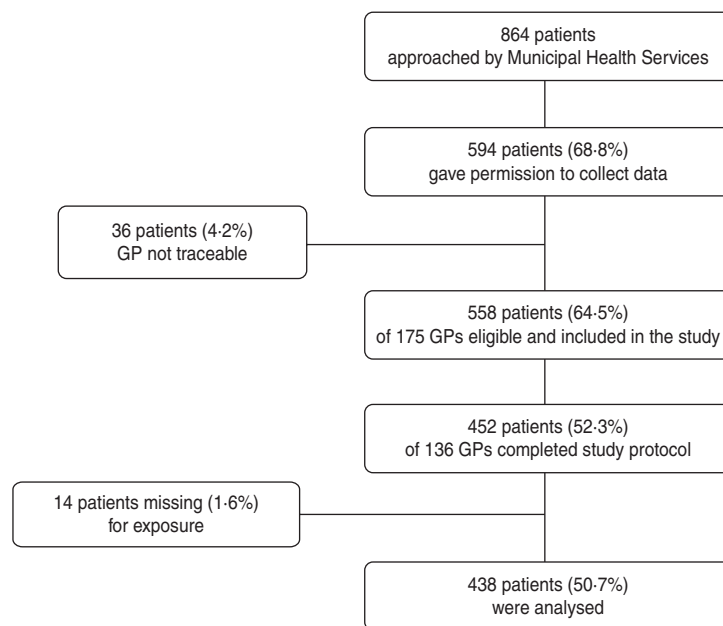 864 patients
approached by Municipal Health Services
594 patients (68·8%)
gave permission to collect data
36 patients (4·2%)
GP not traceable
558 patients (64·5%)
of 175 GPs eligible and included in the study
452 patients (52·3%)
of 136 GPs completed study protocol
14 patients missing (1·6%)
for exposure
438 patients (50·7%)
were analysed